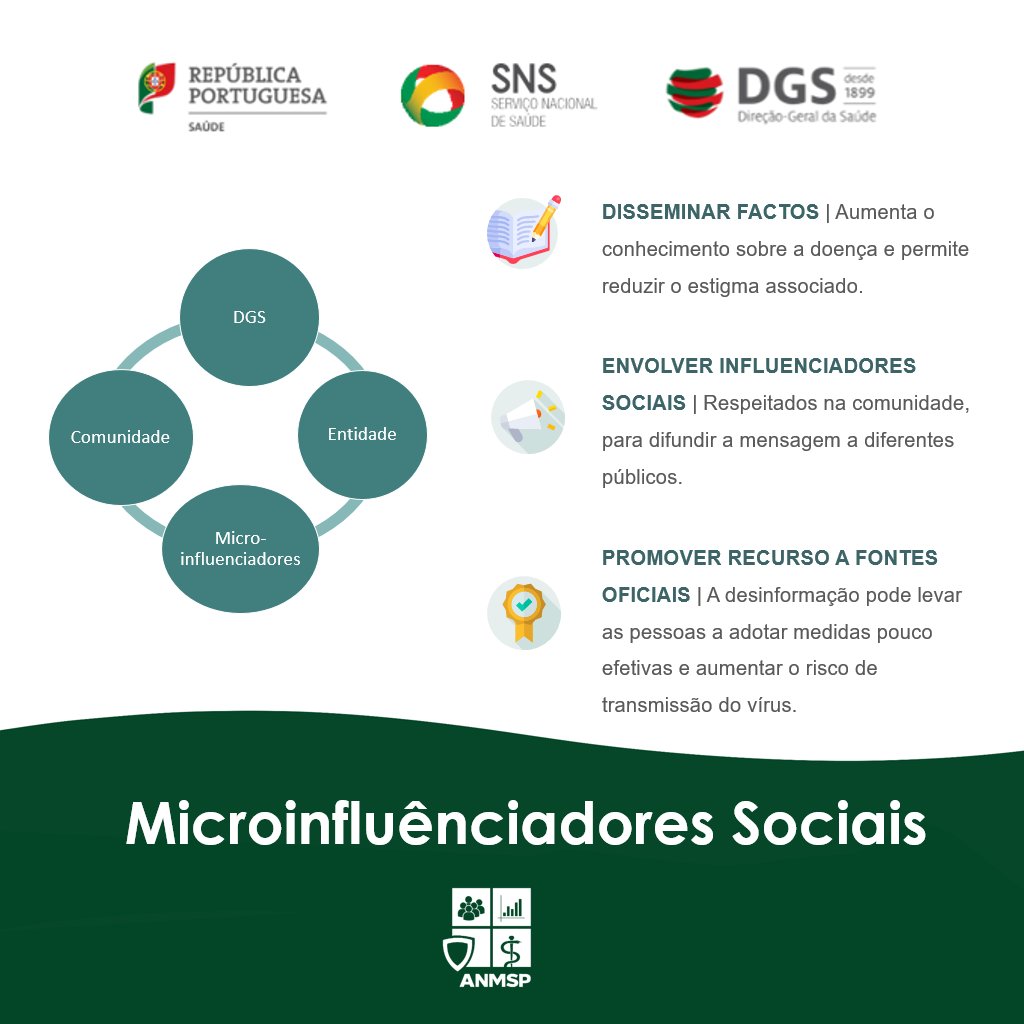 REPÚBLICA
PORTUGUESA
SAÚDE
SNS
SERVIÇO NACIONAL
DE SAÚDE
DGS
desde
1899
Direção-Geral da Saúde
DGS
Comunidade
Entidade
Micro-
influenciadores
DISSEMINAR FACTOS | Aumenta o
conhecimento sobre a doença e permite
reduzir o estigma associado.
ENVOLVER INFLUENCIADORES
SOCIAIS | Respeitados na comunidade,
para difundir a mensagem a diferentes
públicos.
PROMOVER RECURSO A FONTES
OFICIAIS | A desinformação pode levar
as pessoas a adotar medidas pouco
efetivas e aumentar o risco de
transmissão do vírus.
Microinfluênciadores Sociais
ANMSP